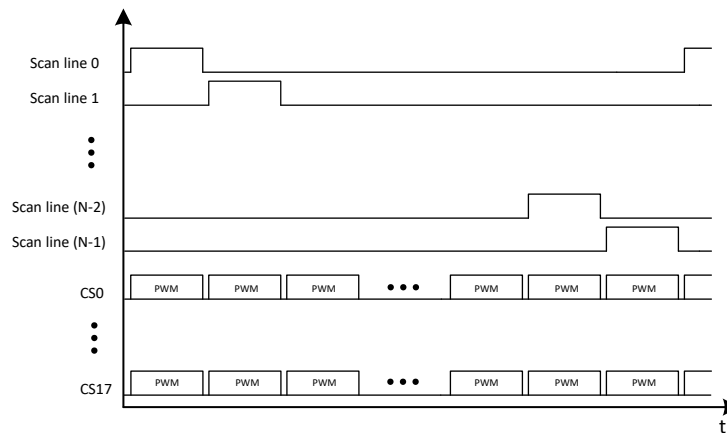 Scan line 0
Scan line 1
Scan line (N-2)
Scan line (N-1)
CS0 PWM PWM PWM PWM PWM PWM
CS17 PWM PWM PWM PWM PWM PWM
t